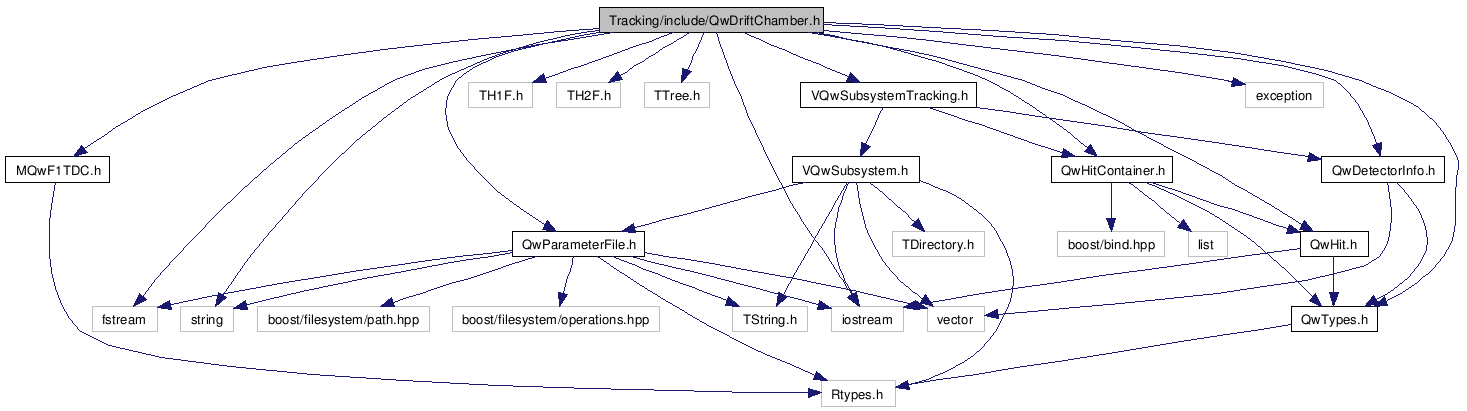 Tracking/include/QwDriftChamber.h
TH1F.h
TH2F.h
TTree.h
VQwSubsystemTracking.h
exception
MQwF1TDC.h
VQwSubsystem.h
QwHitContainer.h
QwDetectorInfo.h
QwParameterFile.h
TDirectory.h
boost/bind.hpp
list
QwHit.h
fstream
string
boost/filesystem/path.hpp
boost/filesystem/operations.hpp
TString.h
iostream
vector
QwTypes.h
Rtypes.h